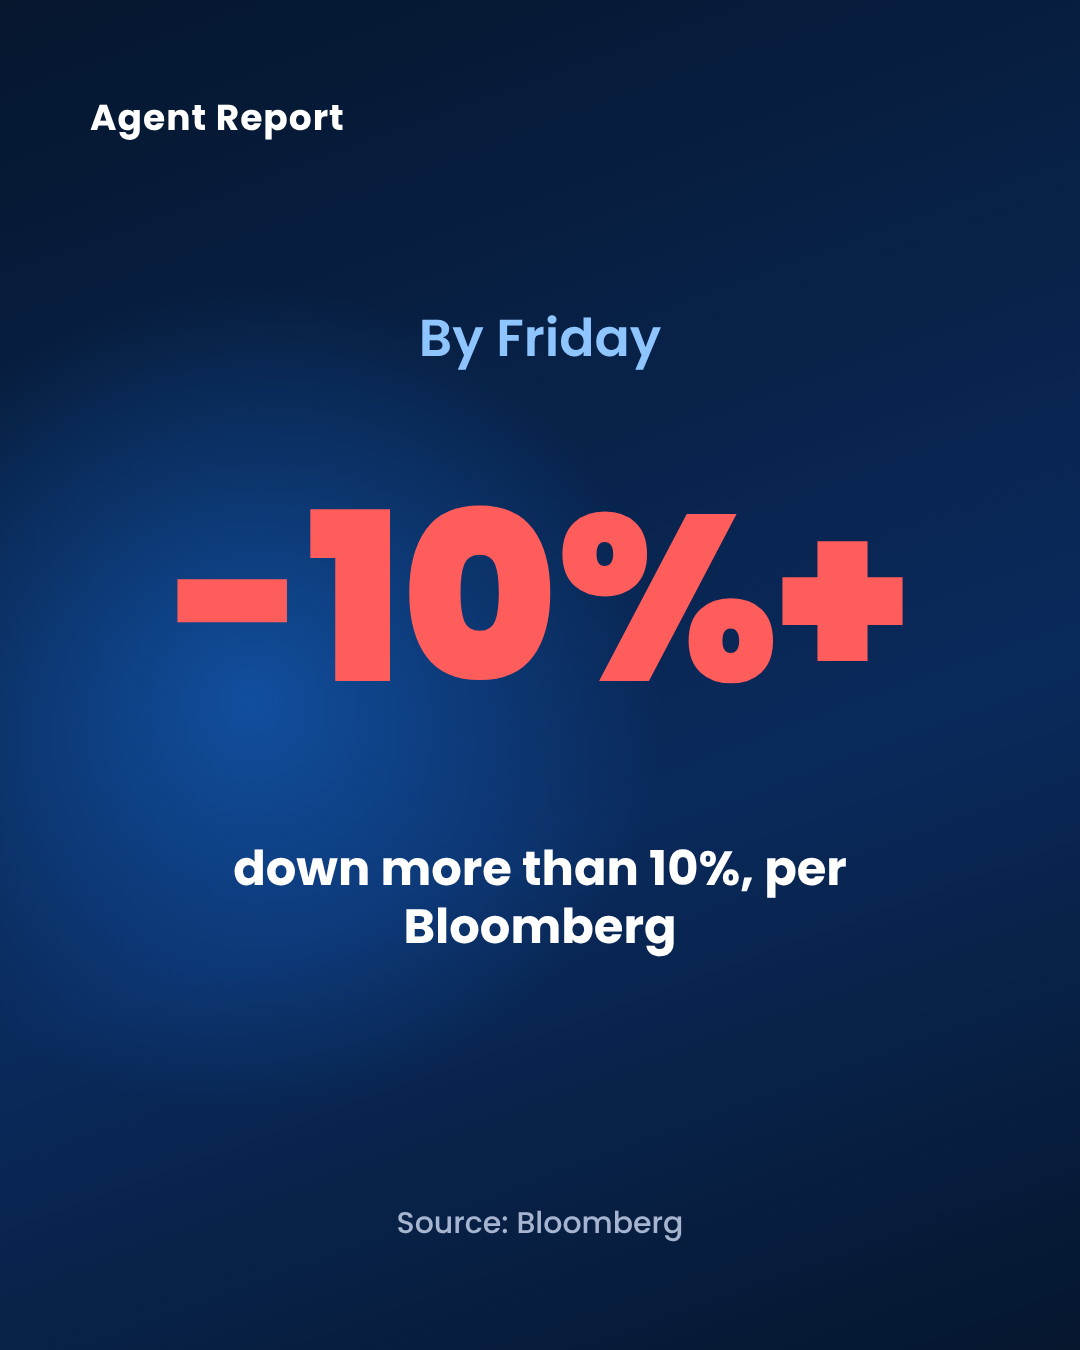 Agent Report
By Friday
–10%+
down more than 10%, per
Bloomberg
Source: Bloomberg